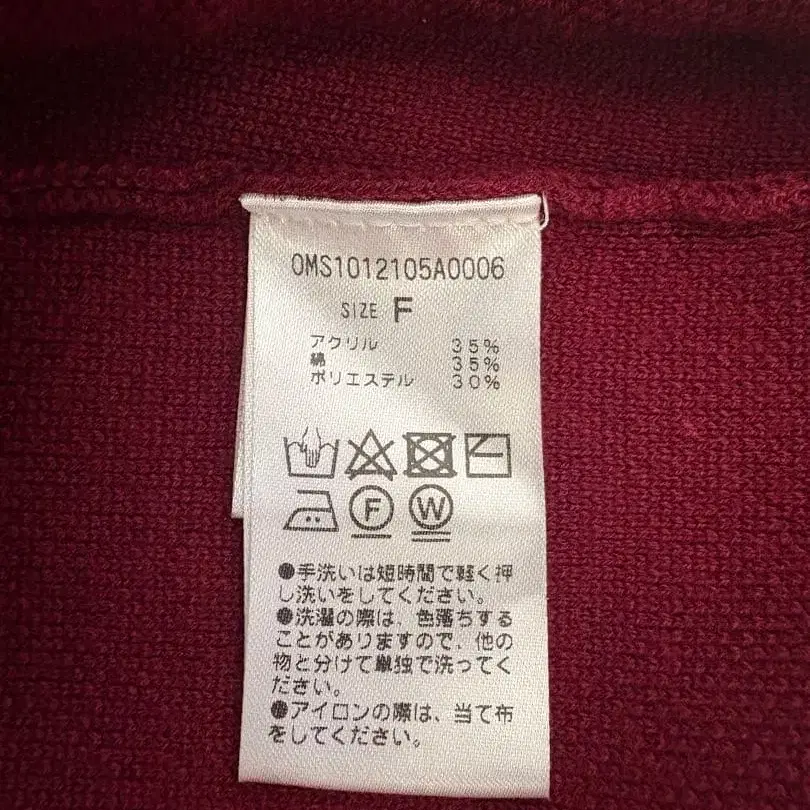 OMS1012105A0006
SIZE F
アクリル 35%
綿 35%
ポリエステル 30%
F W
●手洗いは短時間で軽く押
し洗いをしてください。
●洗濯の際は、色落ちする
ことがありますので、他の
物と分けて単独で洗ってく
ださい。
●アイロンの際は、当て布
をしてください。